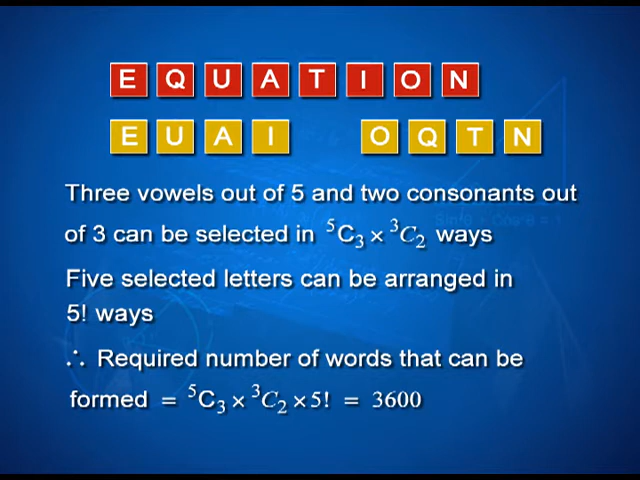 E Q U A T I O N
E U A I O Q T N
Three vowels out of 5 and two consonants out
of 3 can be selected in ⁵C₃ × ³C₂ ways
Five selected letters can be arranged in
5! ways
∴ Required number of words that can be
formed = ⁵C₃ × ³C₂ × 5! = 3600